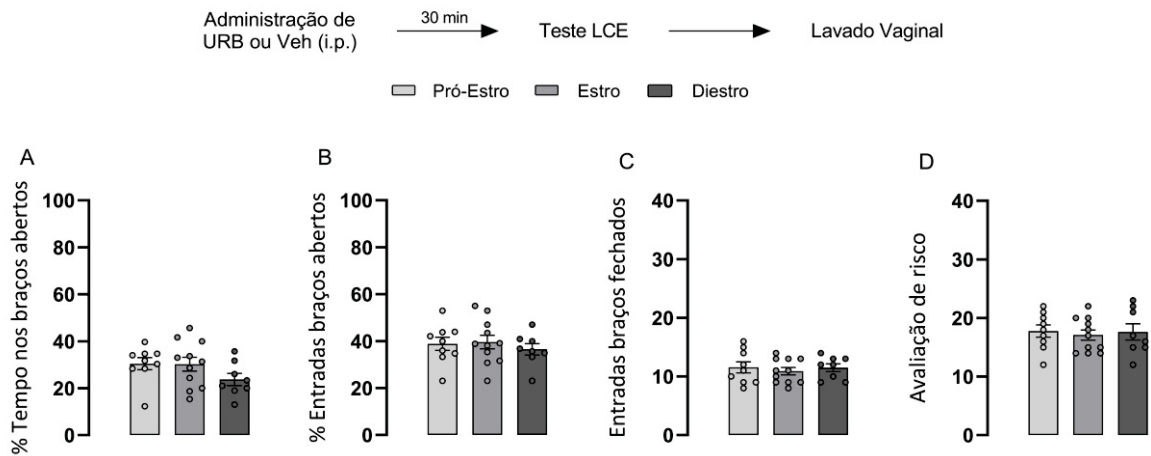 Administração de
URB ou Veh (i.p.)
30 min
Teste LCE
Lavado Vaginal
Pró-Estro
Estro
Diestro
A
% Tempo nos braços abertos
100
80
60
40
20
0
B
% Entradas braços abertos
100
80
60
40
20
0
C
Entradas braços fechados
40
30
20
10
0
D
Avaliação de risco
40
30
20
10
0